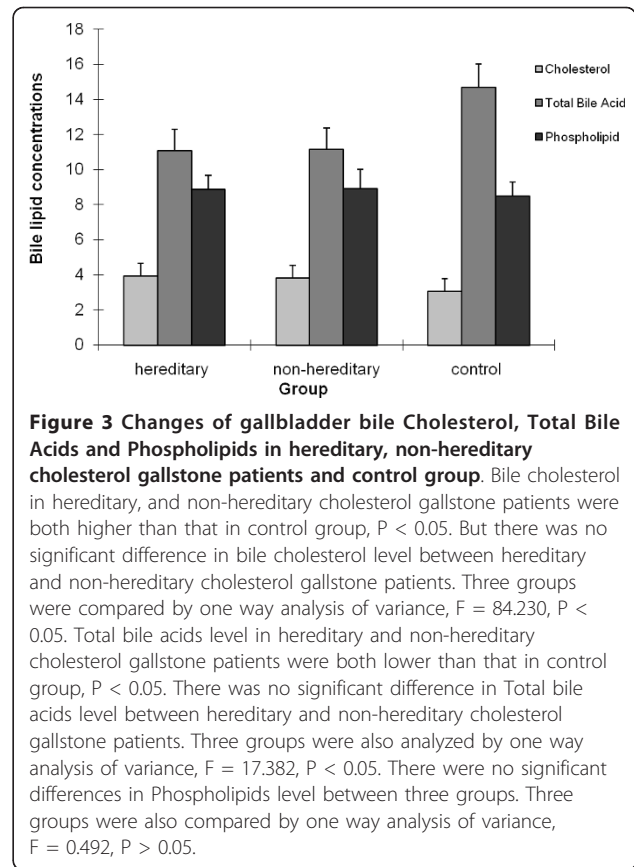 18
16
14
12
10
8
6
4
2
0
Bile lipid concentrations
Cholesterol
Total Bile Acid
Phospholipid
hereditary non-hereditary control
Group
Figure 3 Changes of gallbladder bile Cholesterol, Total Bile
Acids and Phospholipids in hereditary, non-hereditary
cholesterol gallstone patients and control group. Bile cholesterol
in hereditary, and non-hereditary cholesterol gallstone patients were
both higher than that in control group, P < 0.05. But there was no
significant difference in bile cholesterol level between hereditary
and non-hereditary cholesterol gallstone patients. Three groups
were compared by one way analysis of variance, F = 84.230, P <
0.05. Total bile acids level in hereditary and non-hereditary
cholesterol gallstone patients were both lower than that in control
group, P < 0.05. There was no significant difference in Total bile
acids level between hereditary and non-hereditary cholesterol
gallstone patients. Three groups were also analyzed by one way
analysis of variance, F = 17.382, P < 0.05. There were no significant
differences in Phospholipids level between three groups. Three
groups were also compared by one way analysis of variance,
F = 0.492, P > 0.05.